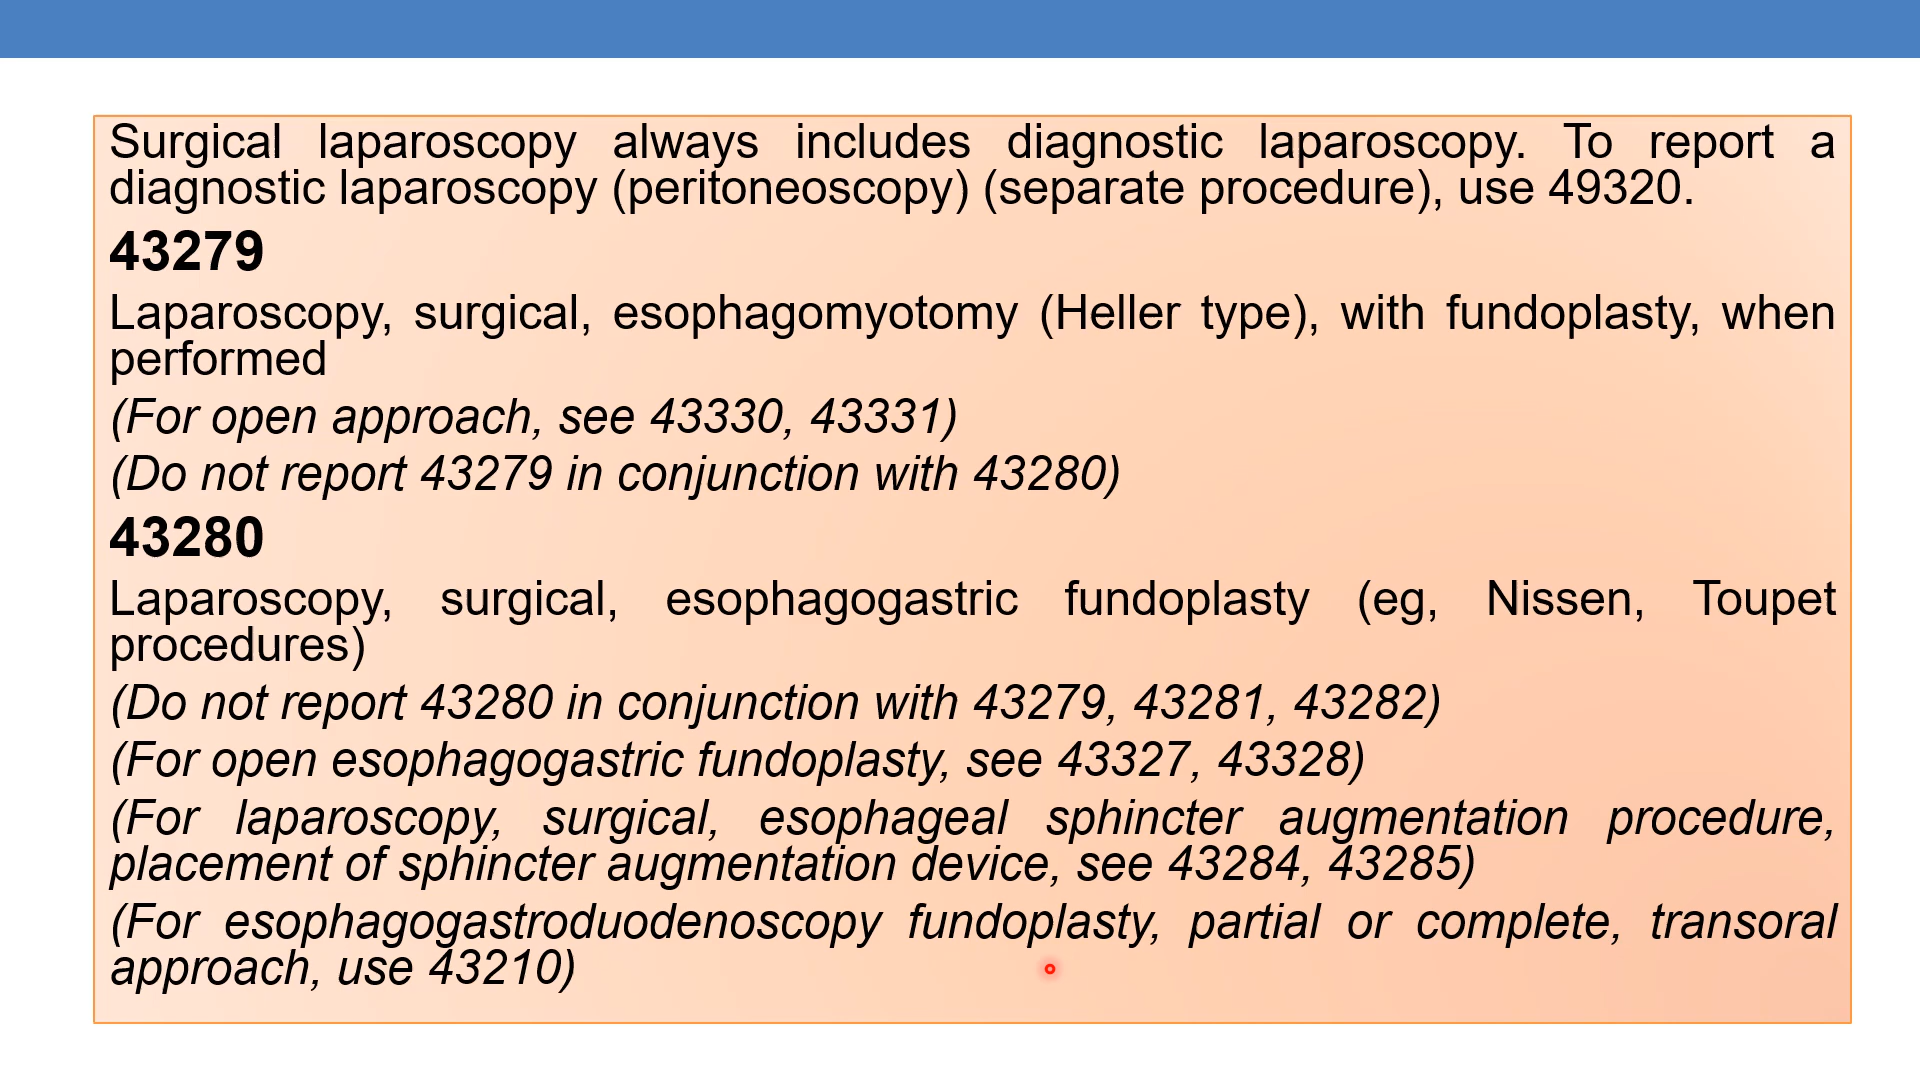 Surgical laparoscopy always includes diagnostic laparoscopy. To report a
diagnostic laparoscopy (peritoneoscopy) (separate procedure), use 49320.
43279
Laparoscopy, surgical, esophagomyotomy (Heller type), with fundoplasty, when
performed
(For open approach, see 43330, 43331)
(Do not report 43279 in conjunction with 43280)
43280
Laparoscopy, surgical, esophagogastric fundoplasty (eg, Nissen, Toupet
procedures)
(Do not report 43280 in conjunction with 43279, 43281, 43282)
(For open esophagogastric fundoplasty, see 43327, 43328)
(For laparoscopy, surgical, esophageal sphincter augmentation procedure,
placement of sphincter augmentation device, see 43284, 43285)
(For esophagogastroduodenoscopy fundoplasty, partial or complete, transoral
approach, use 43210)